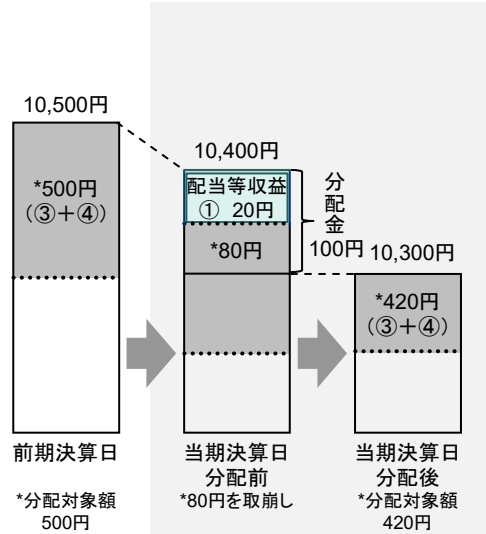 10,500円
*500円
(③+④)
前期決算日
*分配対象額
500円
10,400円
配当等収益
① 20円
*80円
分配金
100円
当期決算日
分配前
*80円を取崩し
10,300円
*420円
(③+④)
当期決算日
分配後
*分配対象額
420円